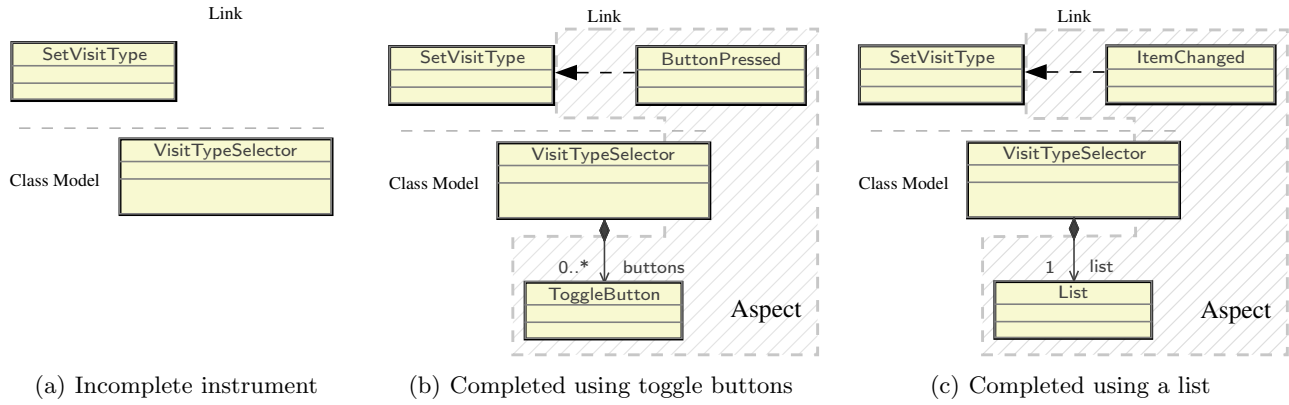 Link
SetVisitType
VisitTypeSelector
Class Model
(a) Incomplete instrument
Link
SetVisitType
ButtonPressed
VisitTypeSelector
Class Model
0..* buttons
ToggleButton
Aspect
(b) Completed using toggle buttons
Link
SetVisitType
ItemChanged
VisitTypeSelector
Class Model
1 list
List
Aspect
(c) Completed using a list